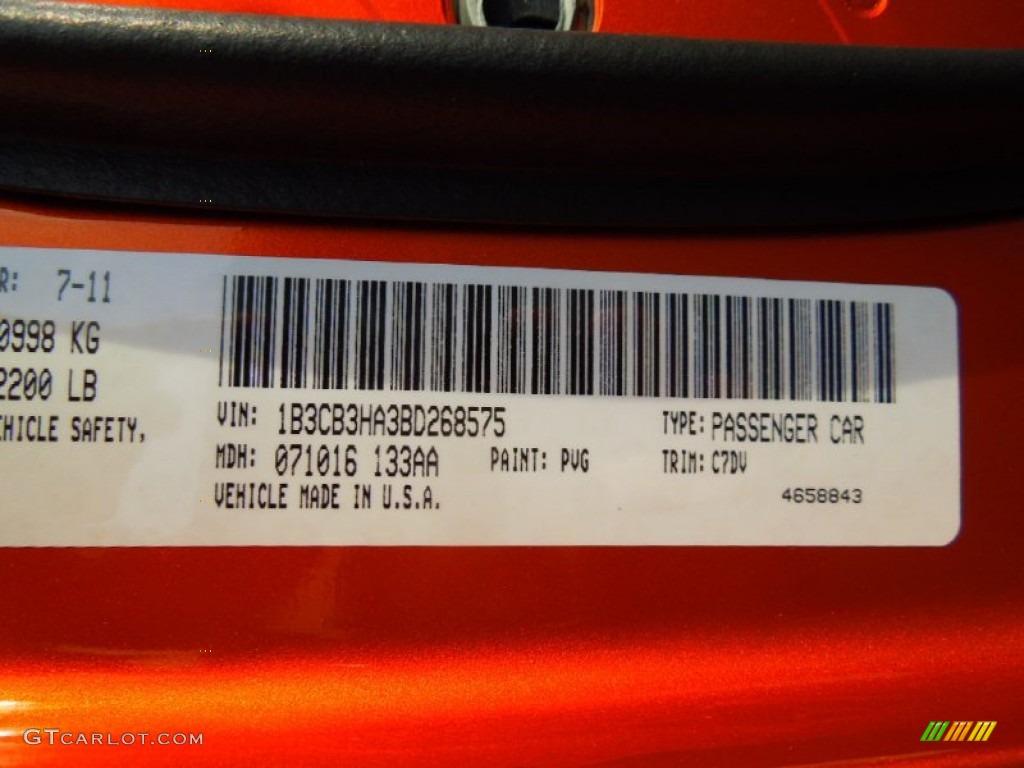 R: 7-11
0998 KG
2200 LB
EHICLE SAFETY,
VIN: 1B3CB3HA3BD268575
TYPE: PASSENGER CAR
MDH: 071016 133AA
PAINT: PVG
TRIM: C7DV
VEHICLE MADE IN U.S.A.
4658843
GTCARLOT.COM